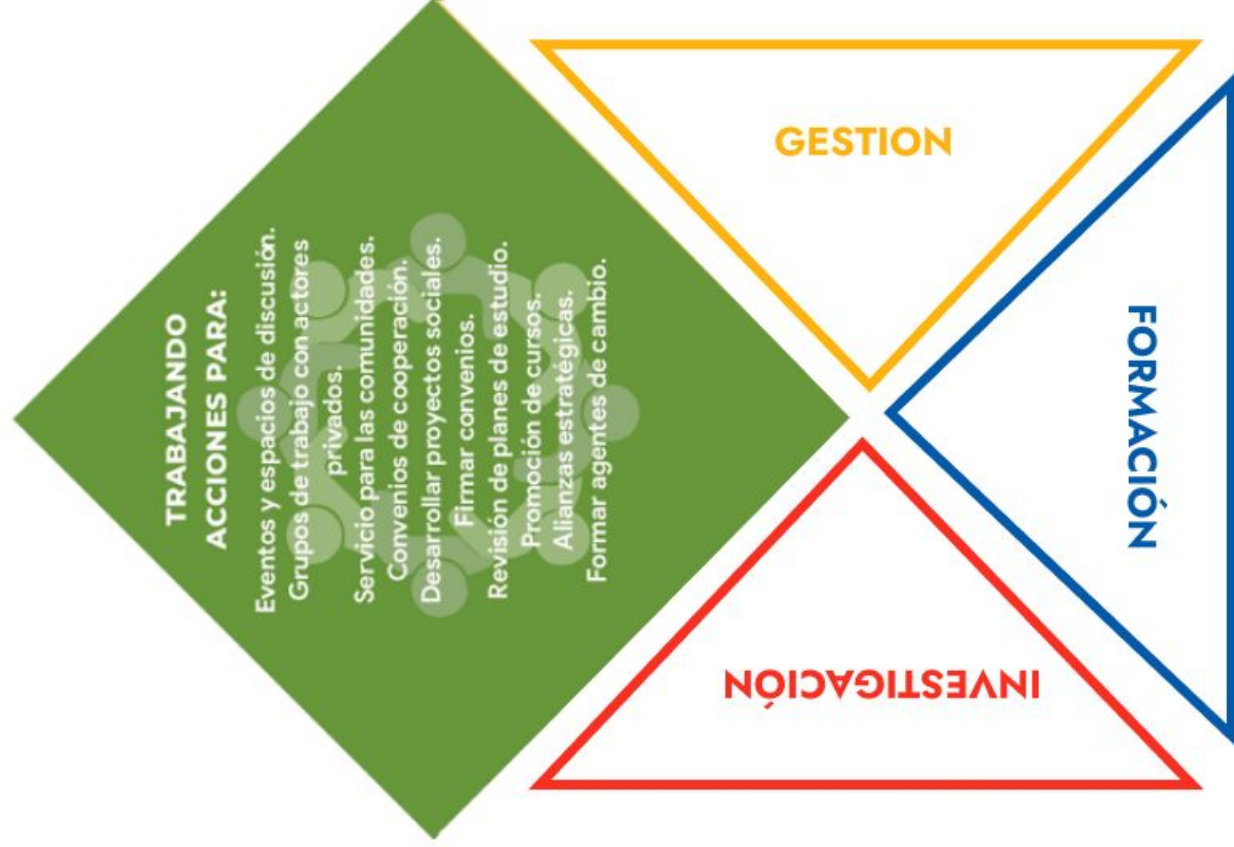 TRABAJANDO
ACCIONES PARA:
Eventos y espacios de discusión.
Grupos de trabajo con actores
privados.
Servicio para las comunidades.
Convenios de cooperación.
Desarrollar proyectos sociales.
Firmar convenios.
Revisión de planes de estudio.
Promoción de cursos.
Alianzas estratégicas.
Formar agentes de cambio.
GESTION
FORMACIÓN
INVESTIGACIÓN